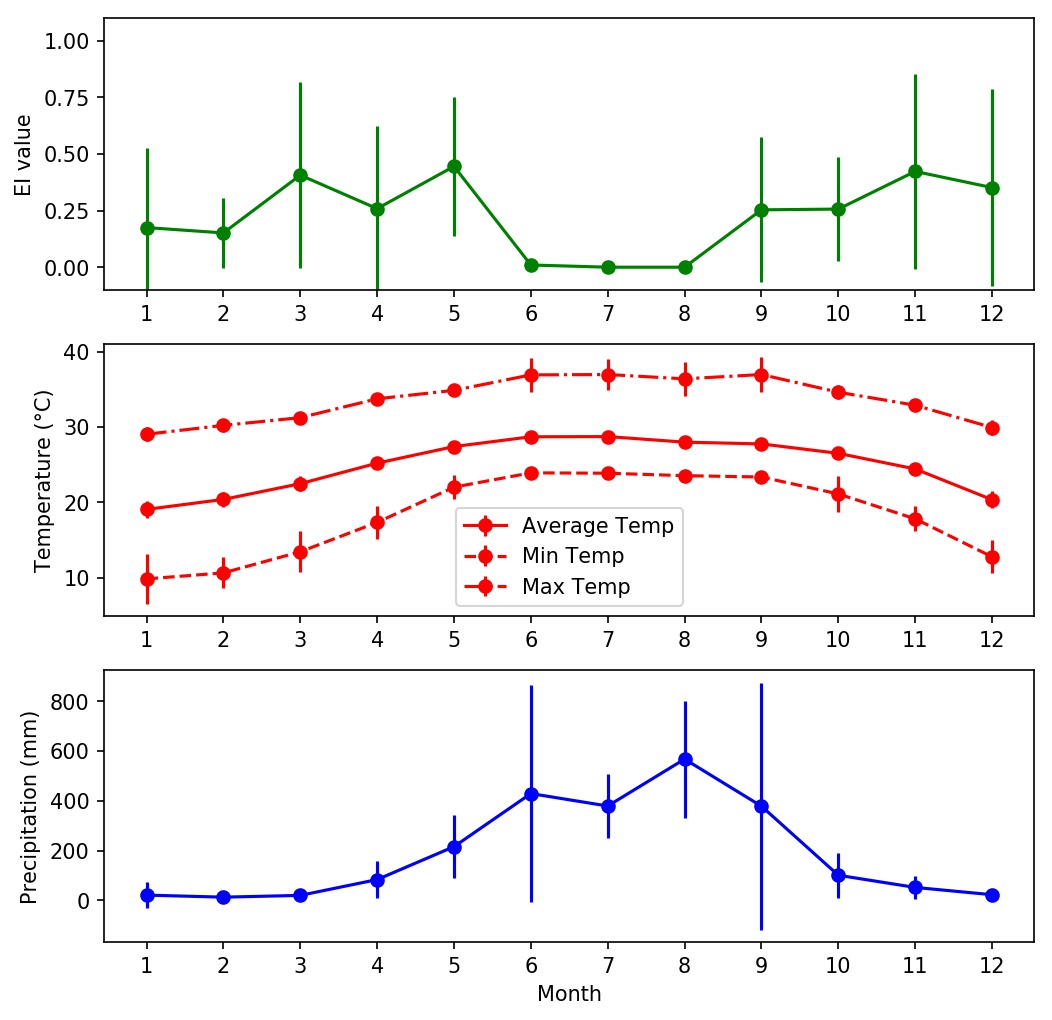 EI value
1.00
0.75
0.50
0.25
0.00
1 2 3 4 5 6 7 8 9 10 11 12
Temperature (°C)
40
30
20
10
Average Temp
Min Temp
Max Temp
1 2 3 4 5 6 7 8 9 10 11 12
Precipitation (mm)
800
600
400
200
0
1 2 3 4 5 6 7 8 9 10 11 12
Month